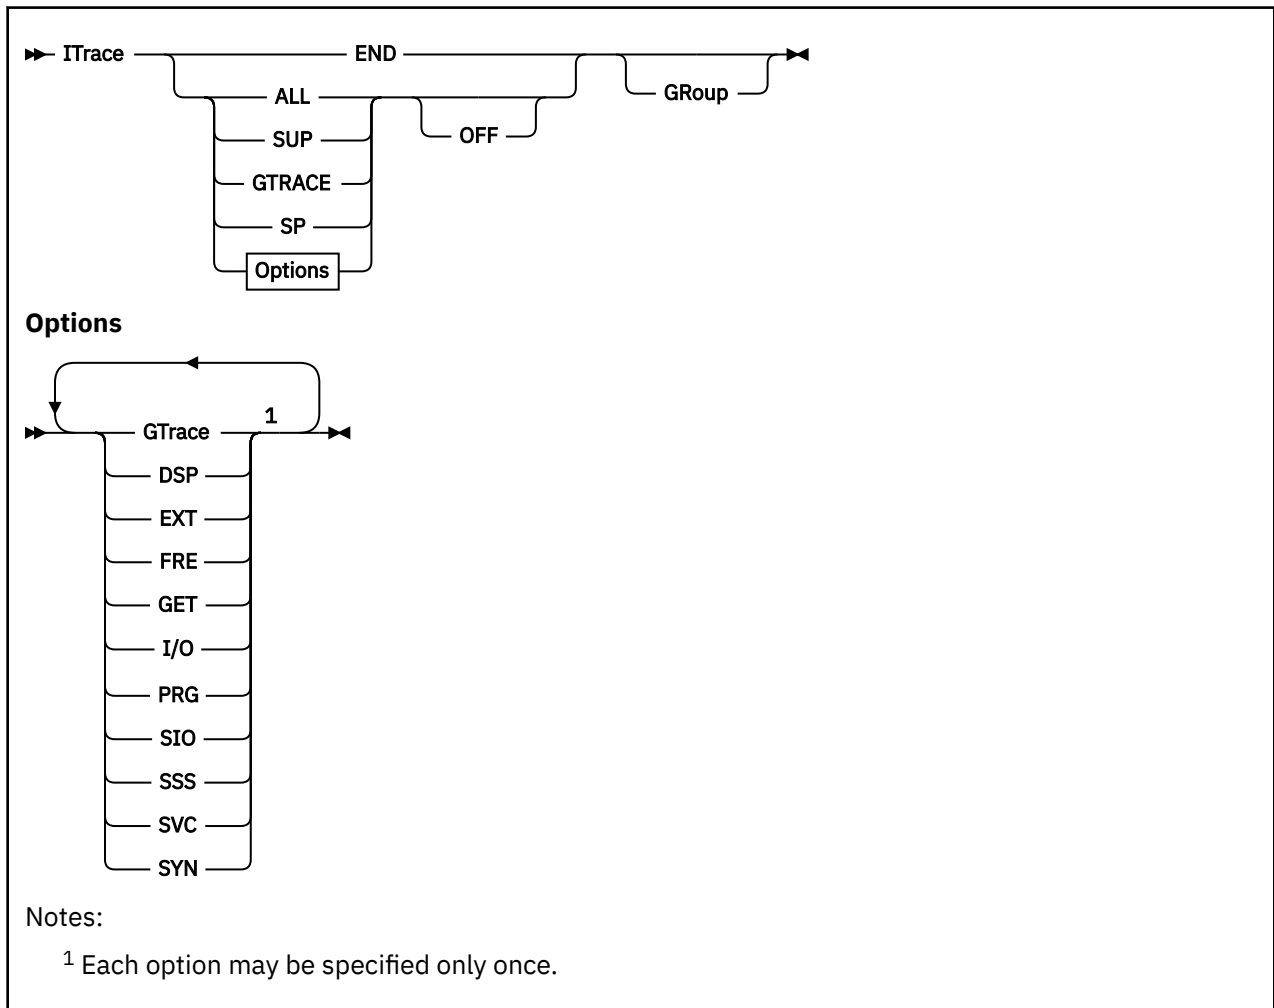 ITrace END
ALL GRoup
SUP OFF
GTRACE
SP
Options
Options
1
GTrace
DSP
EXT
FRE
GET
I/O
PRG
SIO
SSS
SVC
SYN
Notes:
1 Each option may be specified only once.